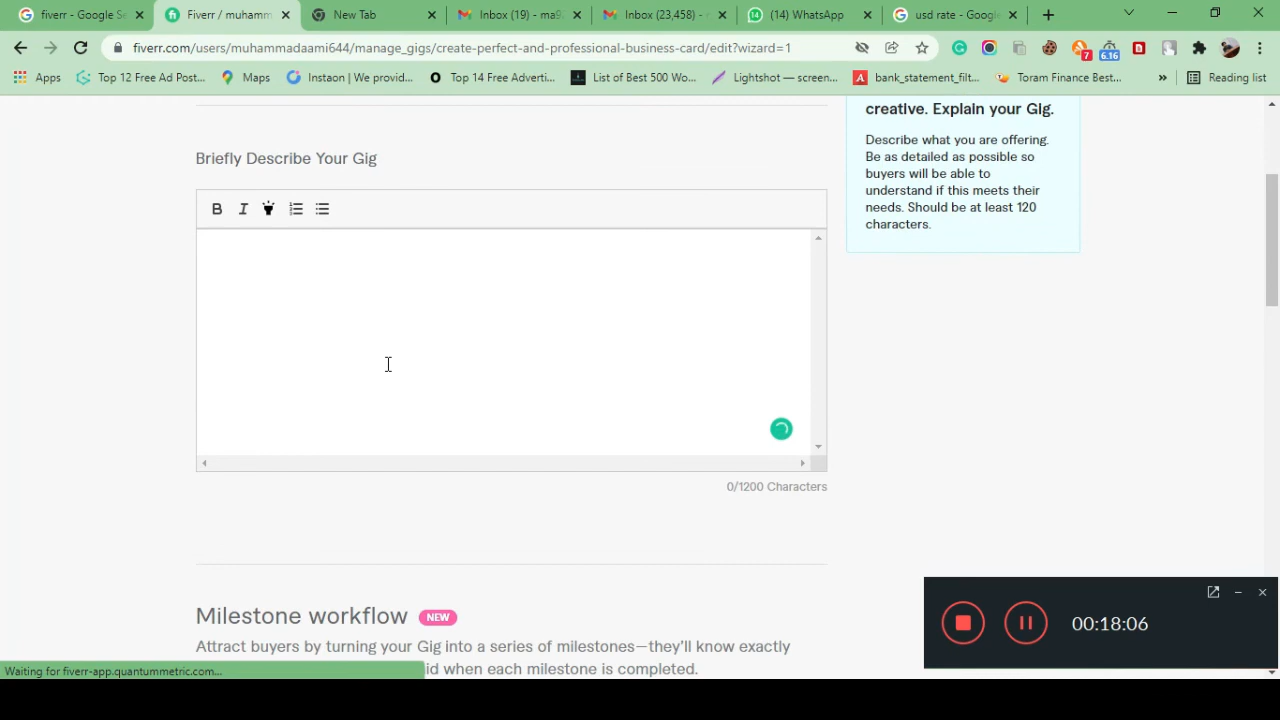 fiverr - Google Se
Fiverr / muhamm
New Tab
Inbox (19) - ma9
Inbox (23,458) -
(14) WhatsApp
usd rate - Google
fiverr.com/users/muhammadaami644/manage_gigs/create-perfect-and-professional-business-card/edit?wizard=1
7
6.16
Apps
Top 12 Free Ad Post...
Maps
Instaon | We provid...
Top 14 Free Adverti...
List of Best 500 Wo...
Lightshot — screen...
bank_statement_filt...
Toram Finance Best...
»
Reading list
creative. Explain your Gig.
Describe what you are offering.
Be as detailed as possible so
buyers will be able to
understand if this meets their
needs. Should be at least 120
characters.
Briefly Describe Your Gig
B I
0/1200 Characters
Milestone workflow NEW
Attract buyers by turning your Gig into a series of milestones—they'll know exactly
id when each milestone is completed.
Waiting for fiverr-app.quantummetric.com...
00:18:06